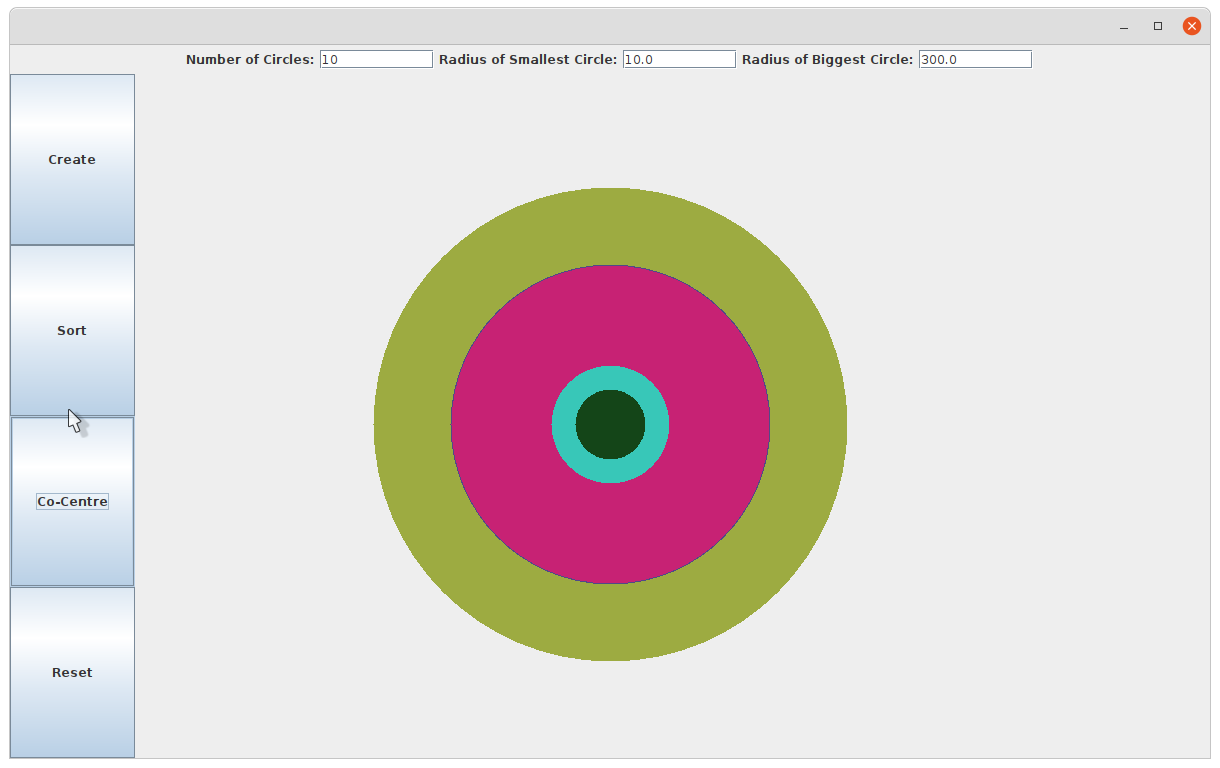 Number of Circles: 10 Radius of Smallest Circle: 10.0 Radius of Biggest Circle: 300.0
Create
Sort
Co-Centre
Reset